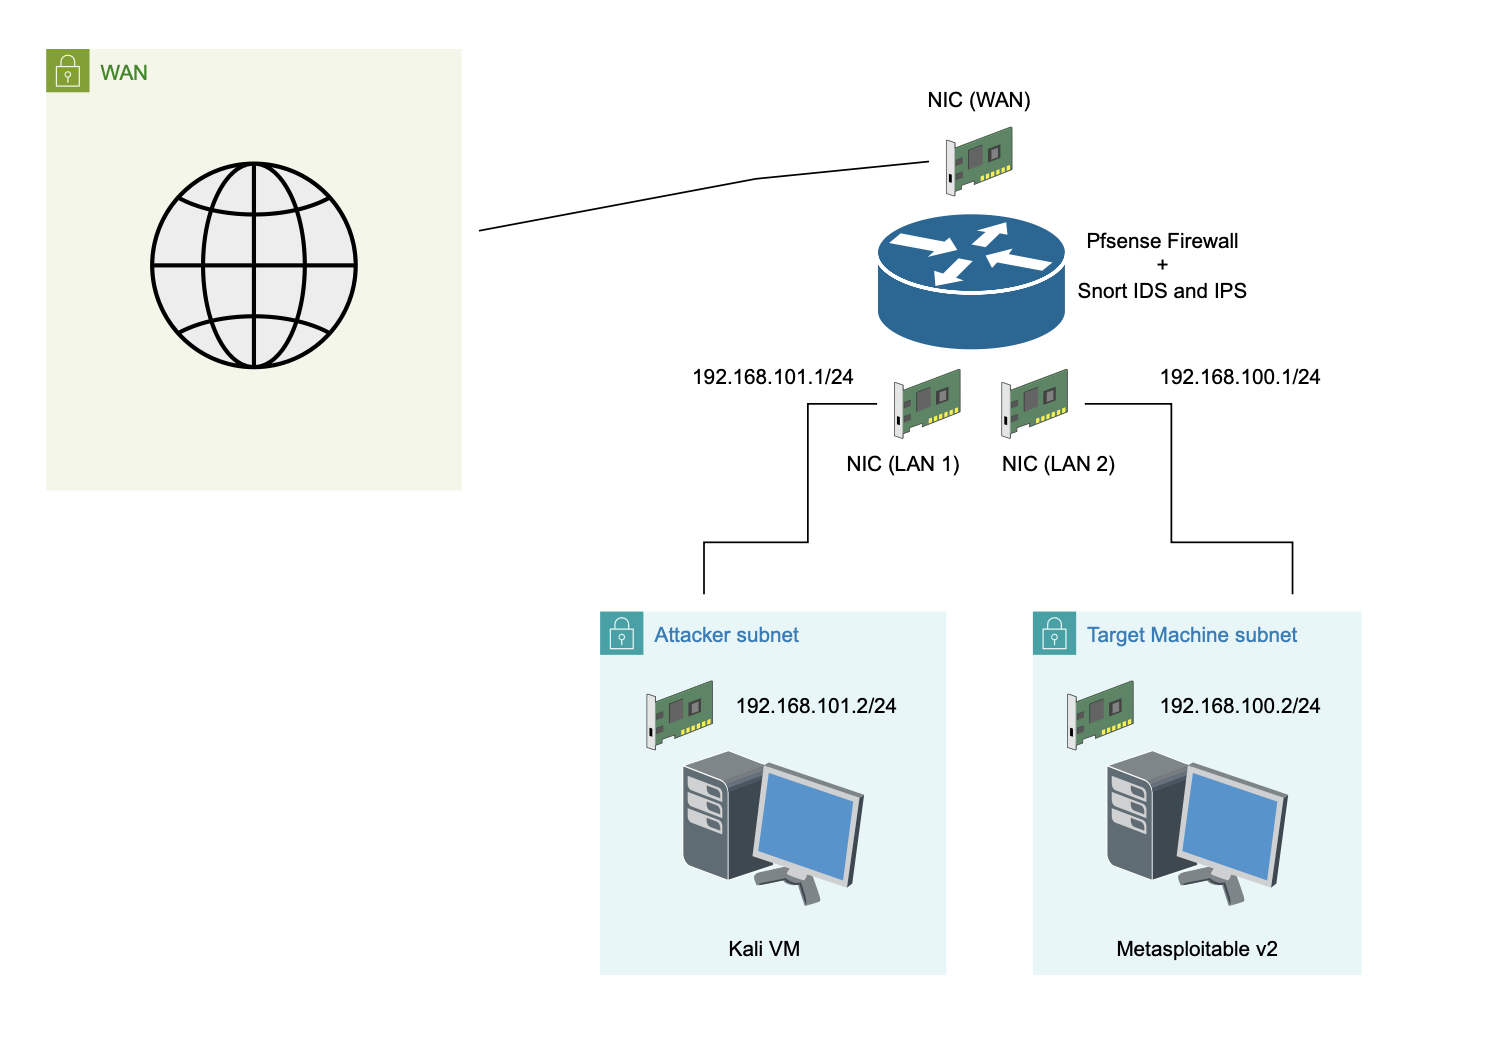 WAN
NIC (WAN)
Pfsense Firewall
+
Snort IDS and IPS
192.168.101.1/24
192.168.100.1/24
NIC (LAN 1)
NIC (LAN 2)
Attacker subnet
Target Machine subnet
192.168.101.2/24
192.168.100.2/24
Kali VM
Metasploitable v2